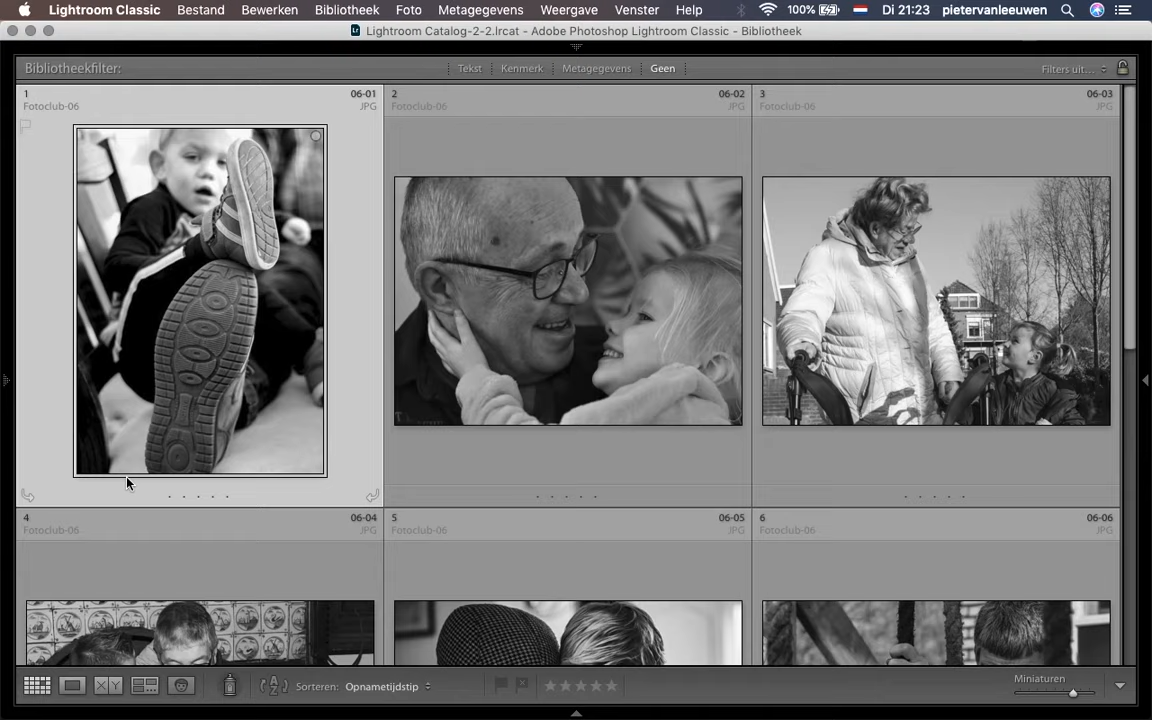 Lightroom Classic Bestand Bewerken Bibliotheek Foto Metagegevens Weergave Venster Help 100% Di 21:23 pietervanleeuwen
Lightroom Catalog-2-2.lrcat - Adobe Photoshop Lightroom Classic - Bibliotheek
Bibliotheekfilter: Tekst Kenmerk Metagegevens Geen Filters uit...
1 06-01 2 06-02 3 06-03
Fotoclub-06 JPG Fotoclub-06 JPG Fotoclub-06 JPG
4 06-04 5 06-05 6 06-06
Fotoclub-06 JPG Fotoclub-06 JPG Fotoclub-06 JPG
XY Sorteren: Opnametijdstip Miniaturen